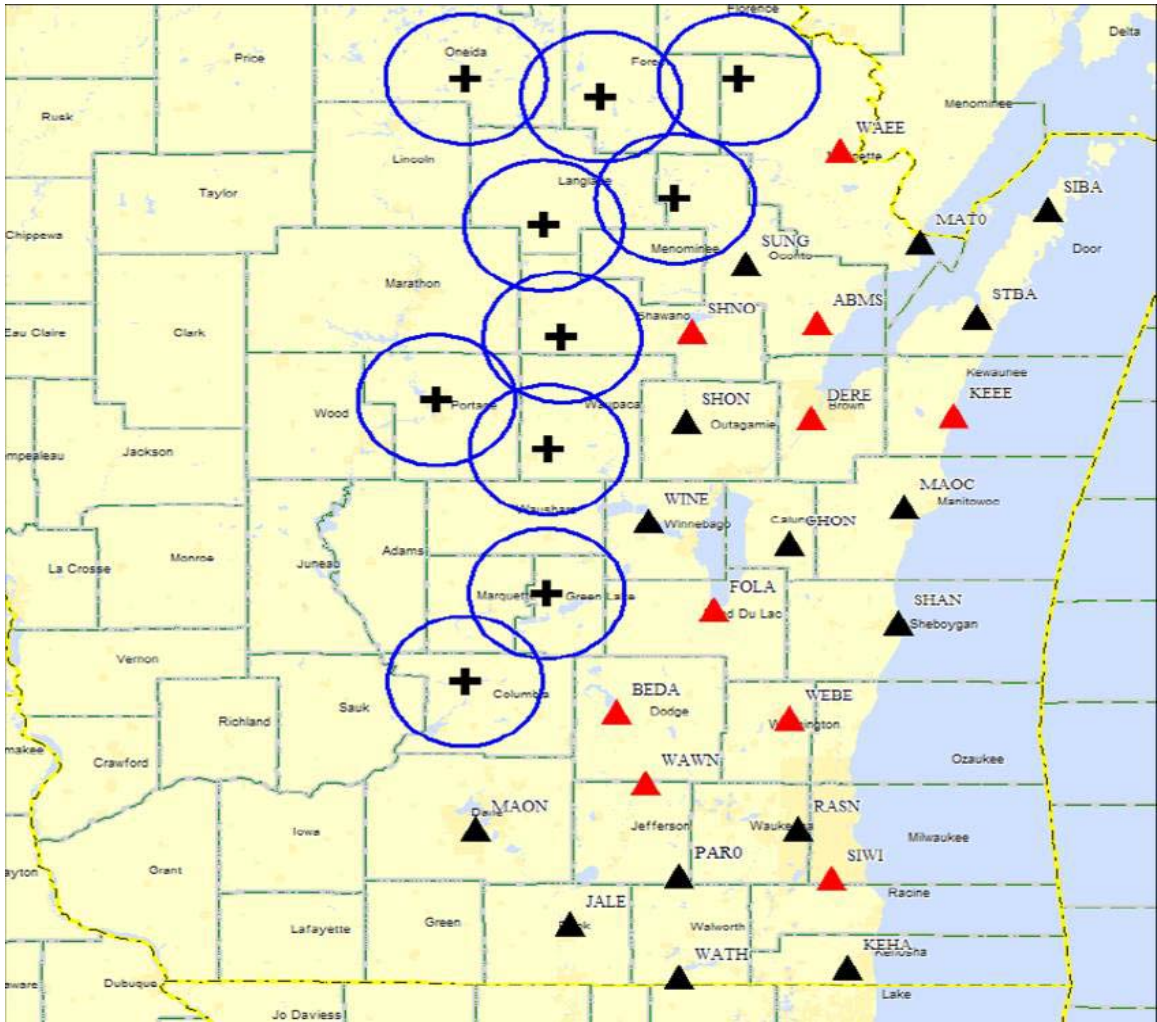 Florence
Oneida
Delta
Price
Fore
Menominee
Rusk
WAEE
Lincoln
Langlade
Taylor
SIBA
MAT0
Chippewa
Menominee
SUNG
Oconto
Door
Marathon
STBA
Shawano
SHNO
ABMS
Eau Claire
Clark
Kewaunee
Wood
Portage
Waupaca
SHON
DERE
KEEE
Outagamie
Brown
Jackson
MAOC
Manitowoc
WINE
Winnebago
Waushara
GHON
Adams
Monroe
Juneau
La Crosse
FOLA
Marquette
Green Lake
SHAN
Sheboygan
Vernon
BEDA
WEBE
Columbia
Dodge
Sauk
Richland
Crawford
Ozaukee
WAWN
MAON
RASN
Iowa
Jefferson
Milwaukee
PAR0
SIWI
Grant
Racine
JALE
Green
Walworth
Lafayette
WATH
KEHA
Dubuque
Lake
Jo Daviess